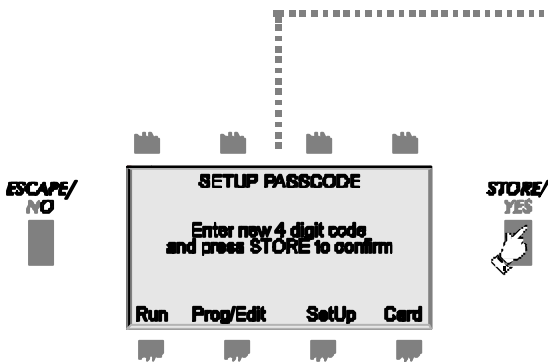 SETUP PASSCODE
ESCAPE/
NO
STORE/
YES
Enter new 4 digit code
and press STORE to confirm
Run Prog/Edit SetUp Card